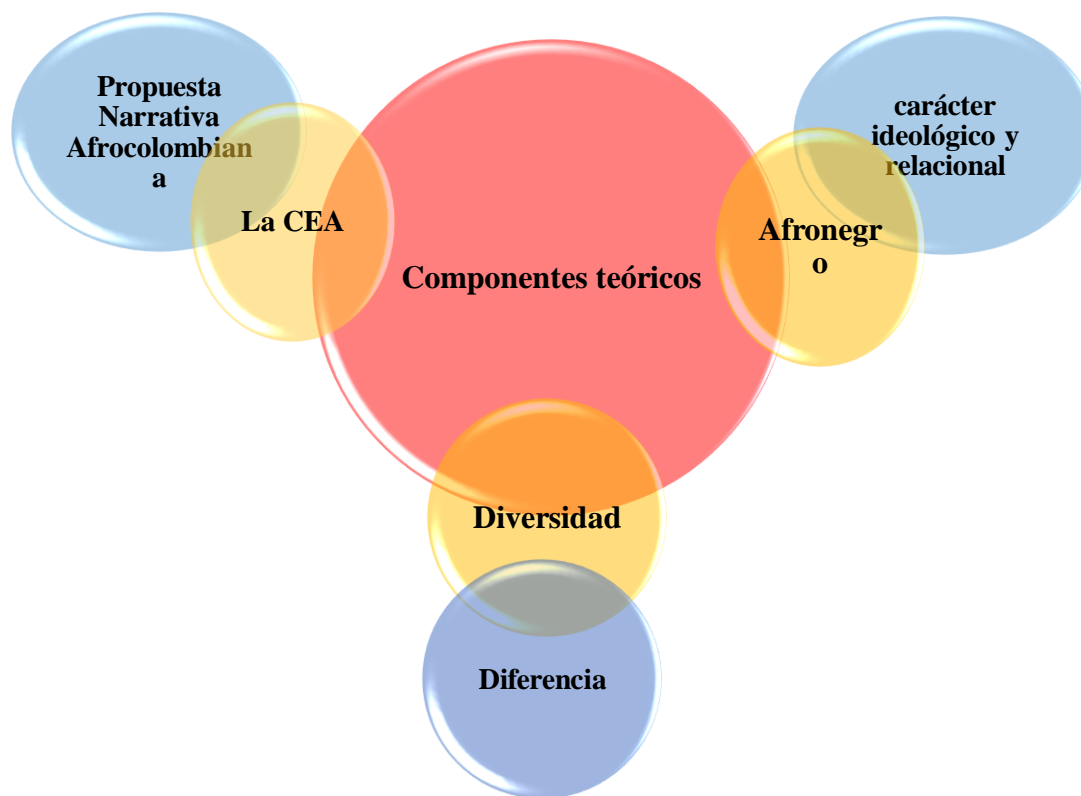 Propuesta
Narrativa
Afrocolombian
a
La CEA
Componentes teóricos
carácter
ideológico y
relacional
Afronegr
o
Diversidad
Diferencia